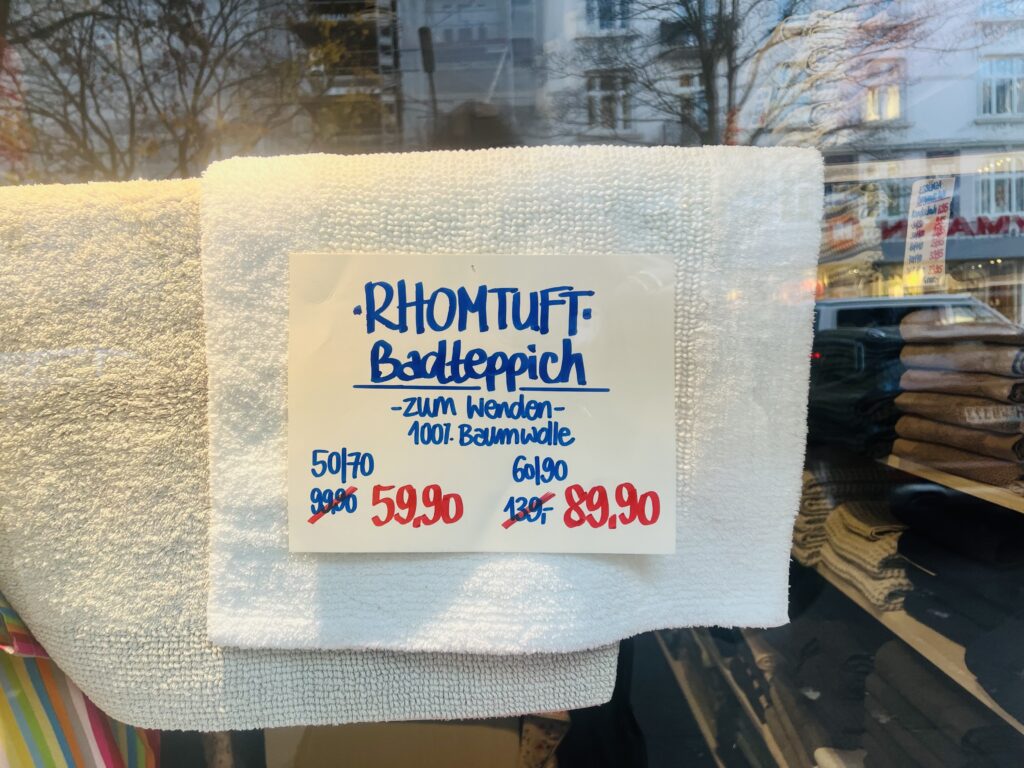 ·RHOMTUFT·
Badteppich
-zum Wenden-
100% Baumwolle
50/70
60/90
99,90 59,90
139,- 89,90